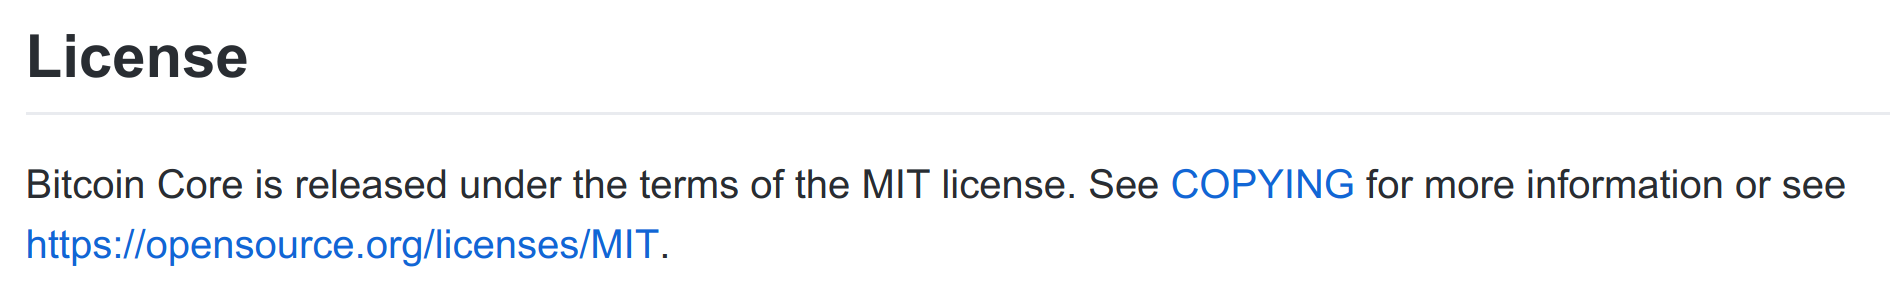 License
Bitcoin Core is released under the terms of the MIT license. See COPYING for more information or see
https://opensource.org/licenses/MIT.